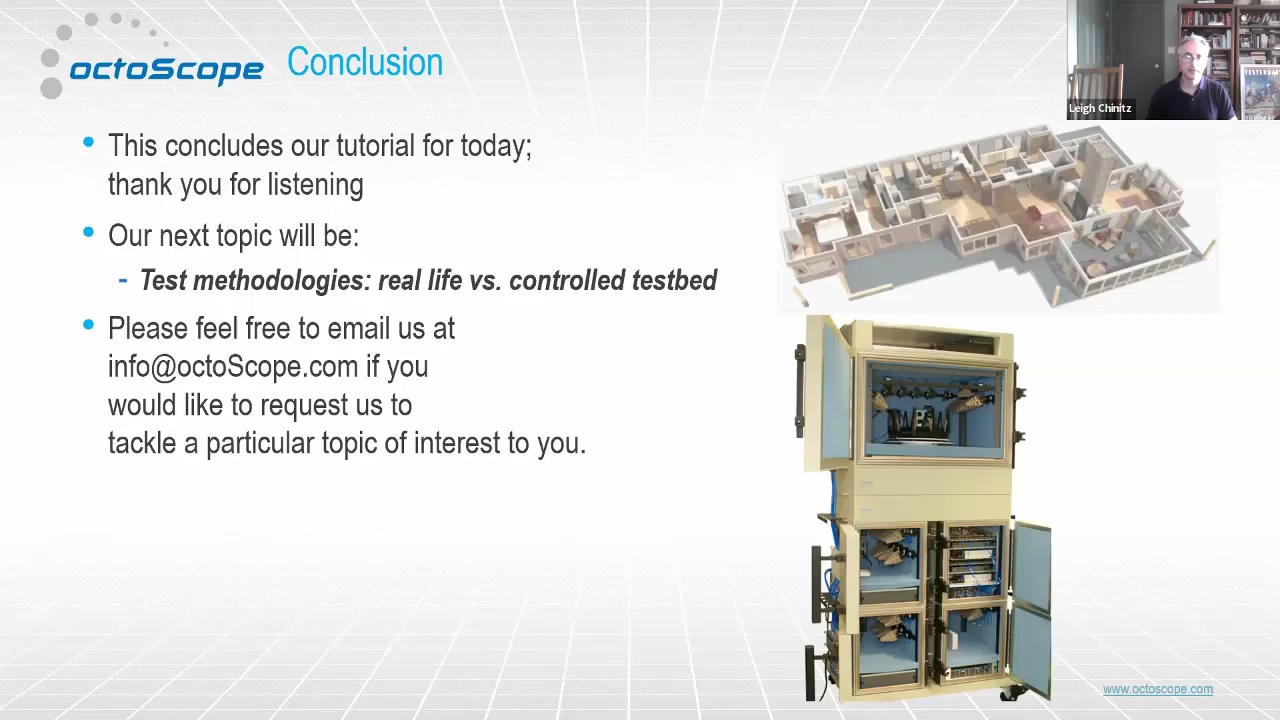 octoScope Conclusion
Leigh Chinitz
• This concludes our tutorial for today;
thank you for listening
• Our next topic will be:
- Test methodologies: real life vs. controlled testbed
• Please feel free to email us at
info@octoScope.com if you
would like to request us to
tackle a particular topic of interest to you.
YESTERDAY
www.octoscope.com